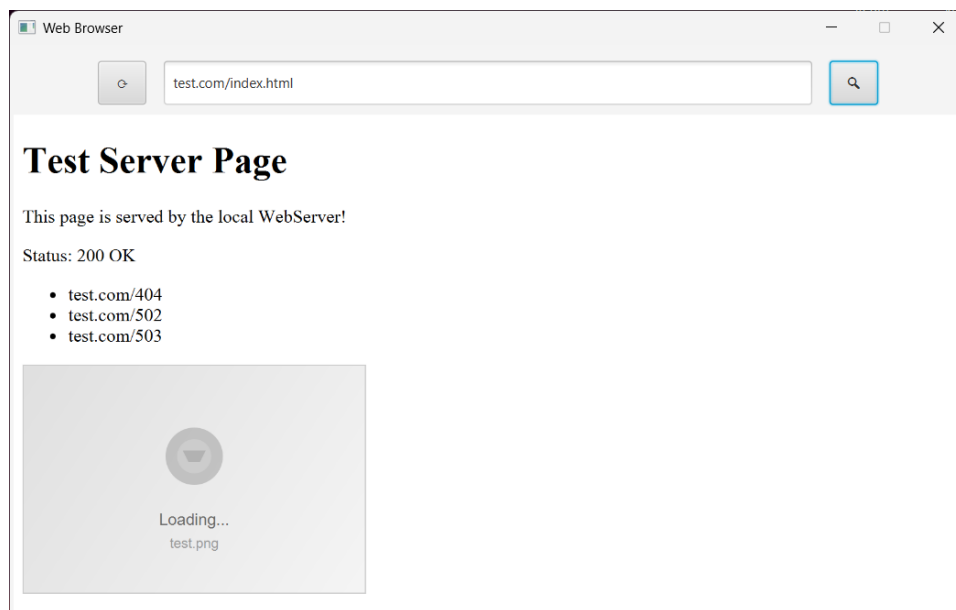 Web Browser
test.com/index.html
Test Server Page
This page is served by the local WebServer!
Status: 200 OK
test.com/404
test.com/502
test.com/503
Loading...
test.png